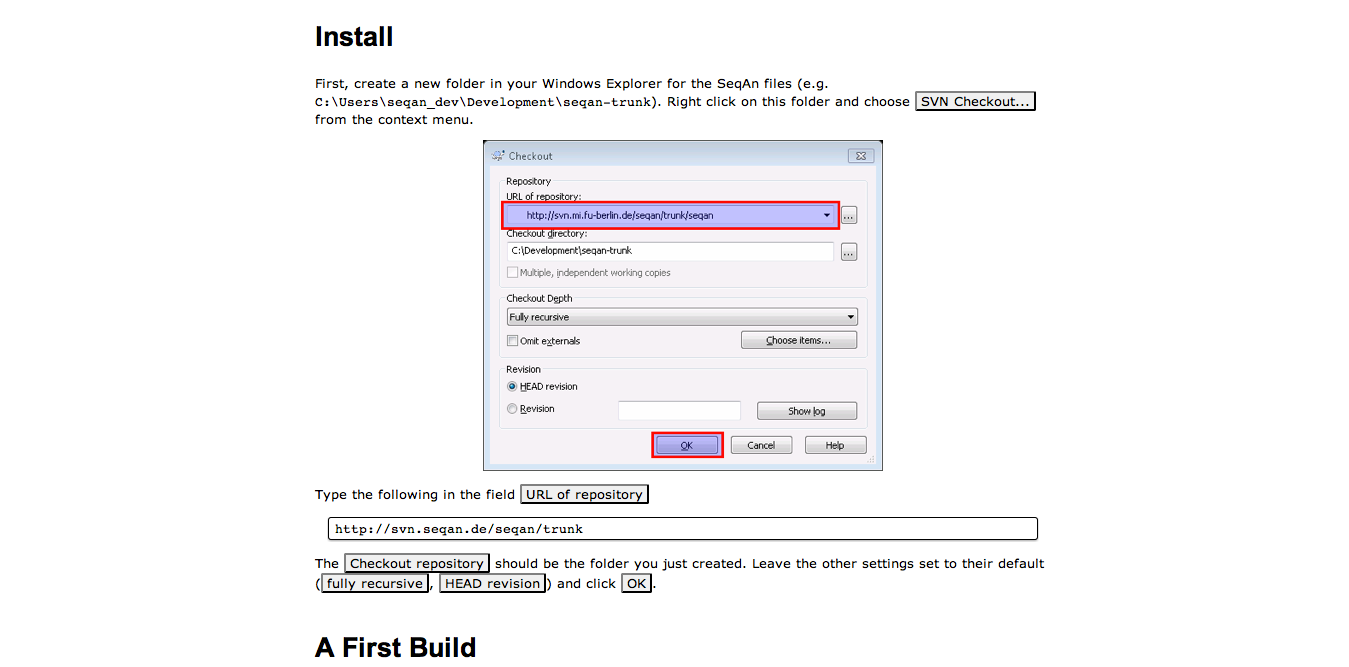 Install
First, create a new folder in your Windows Explorer for the SeqAn files (e.g.
C:\Users\seqan_dev\Development\seqan-trunk). Right click on this folder and choose SVN Checkout...
from the context menu.
Checkout
Repository
URL of repository:
http://svn.mi.fu-berlin.de/seqan/trunk/seqan
...
Checkout directory:
C:\Development\seqan-trunk
...
Multiple, independent working copies
Checkout Depth
Fully recursive
Omit externals
Choose items...
Revision
HEAD revision
Revision
Show log
OK Cancel Help
Type the following in the field URL of repository
http://svn.seqan.de/seqan/trunk
The Checkout repository should be the folder you just created. Leave the other settings set to their default
(fully recursive, HEAD revision) and click OK.
A First Build